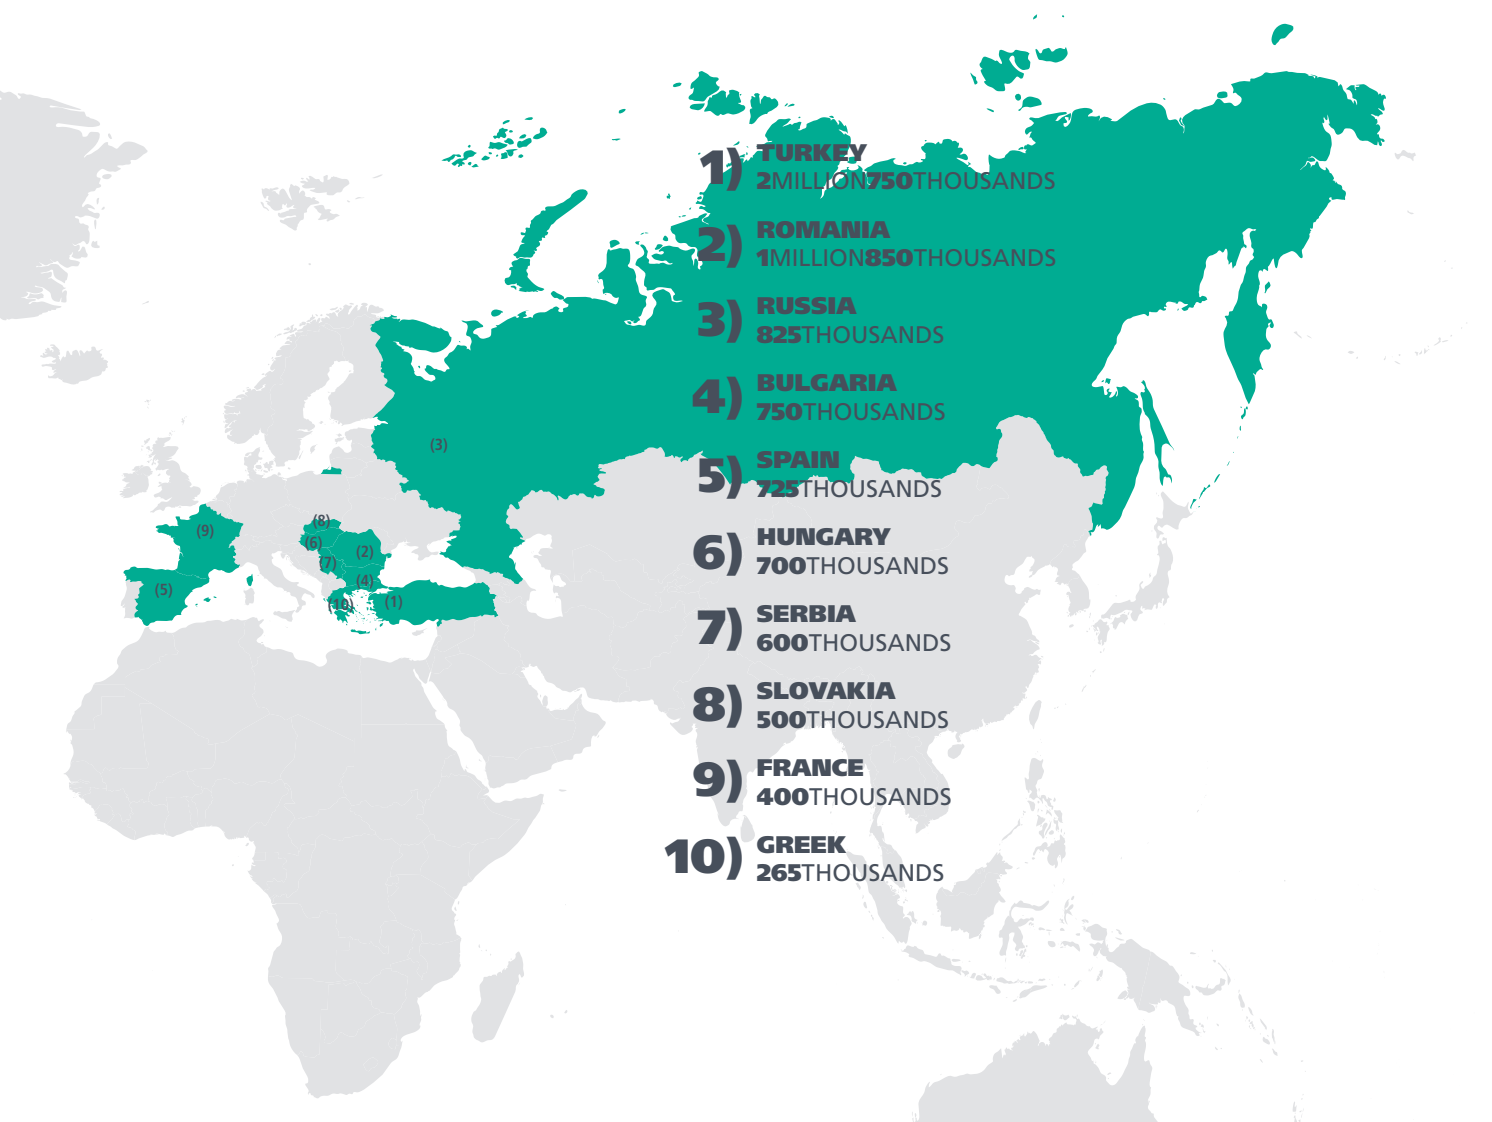 1) TURKEY
2MILLION750THOUSANDS
2) ROMANIA
1MILLION850THOUSANDS
3) RUSSIA
825THOUSANDS
4) BULGARIA
750THOUSANDS
5) SPAIN
725THOUSANDS
6) HUNGARY
700THOUSANDS
7) SERBIA
600THOUSANDS
8) SLOVAKIA
500THOUSANDS
9) FRANCE
400THOUSANDS
10) GREEK
265THOUSANDS
(3)
(8)
(9)
(6)
(2)
(7)
(4)
(5)
(10)
(1)